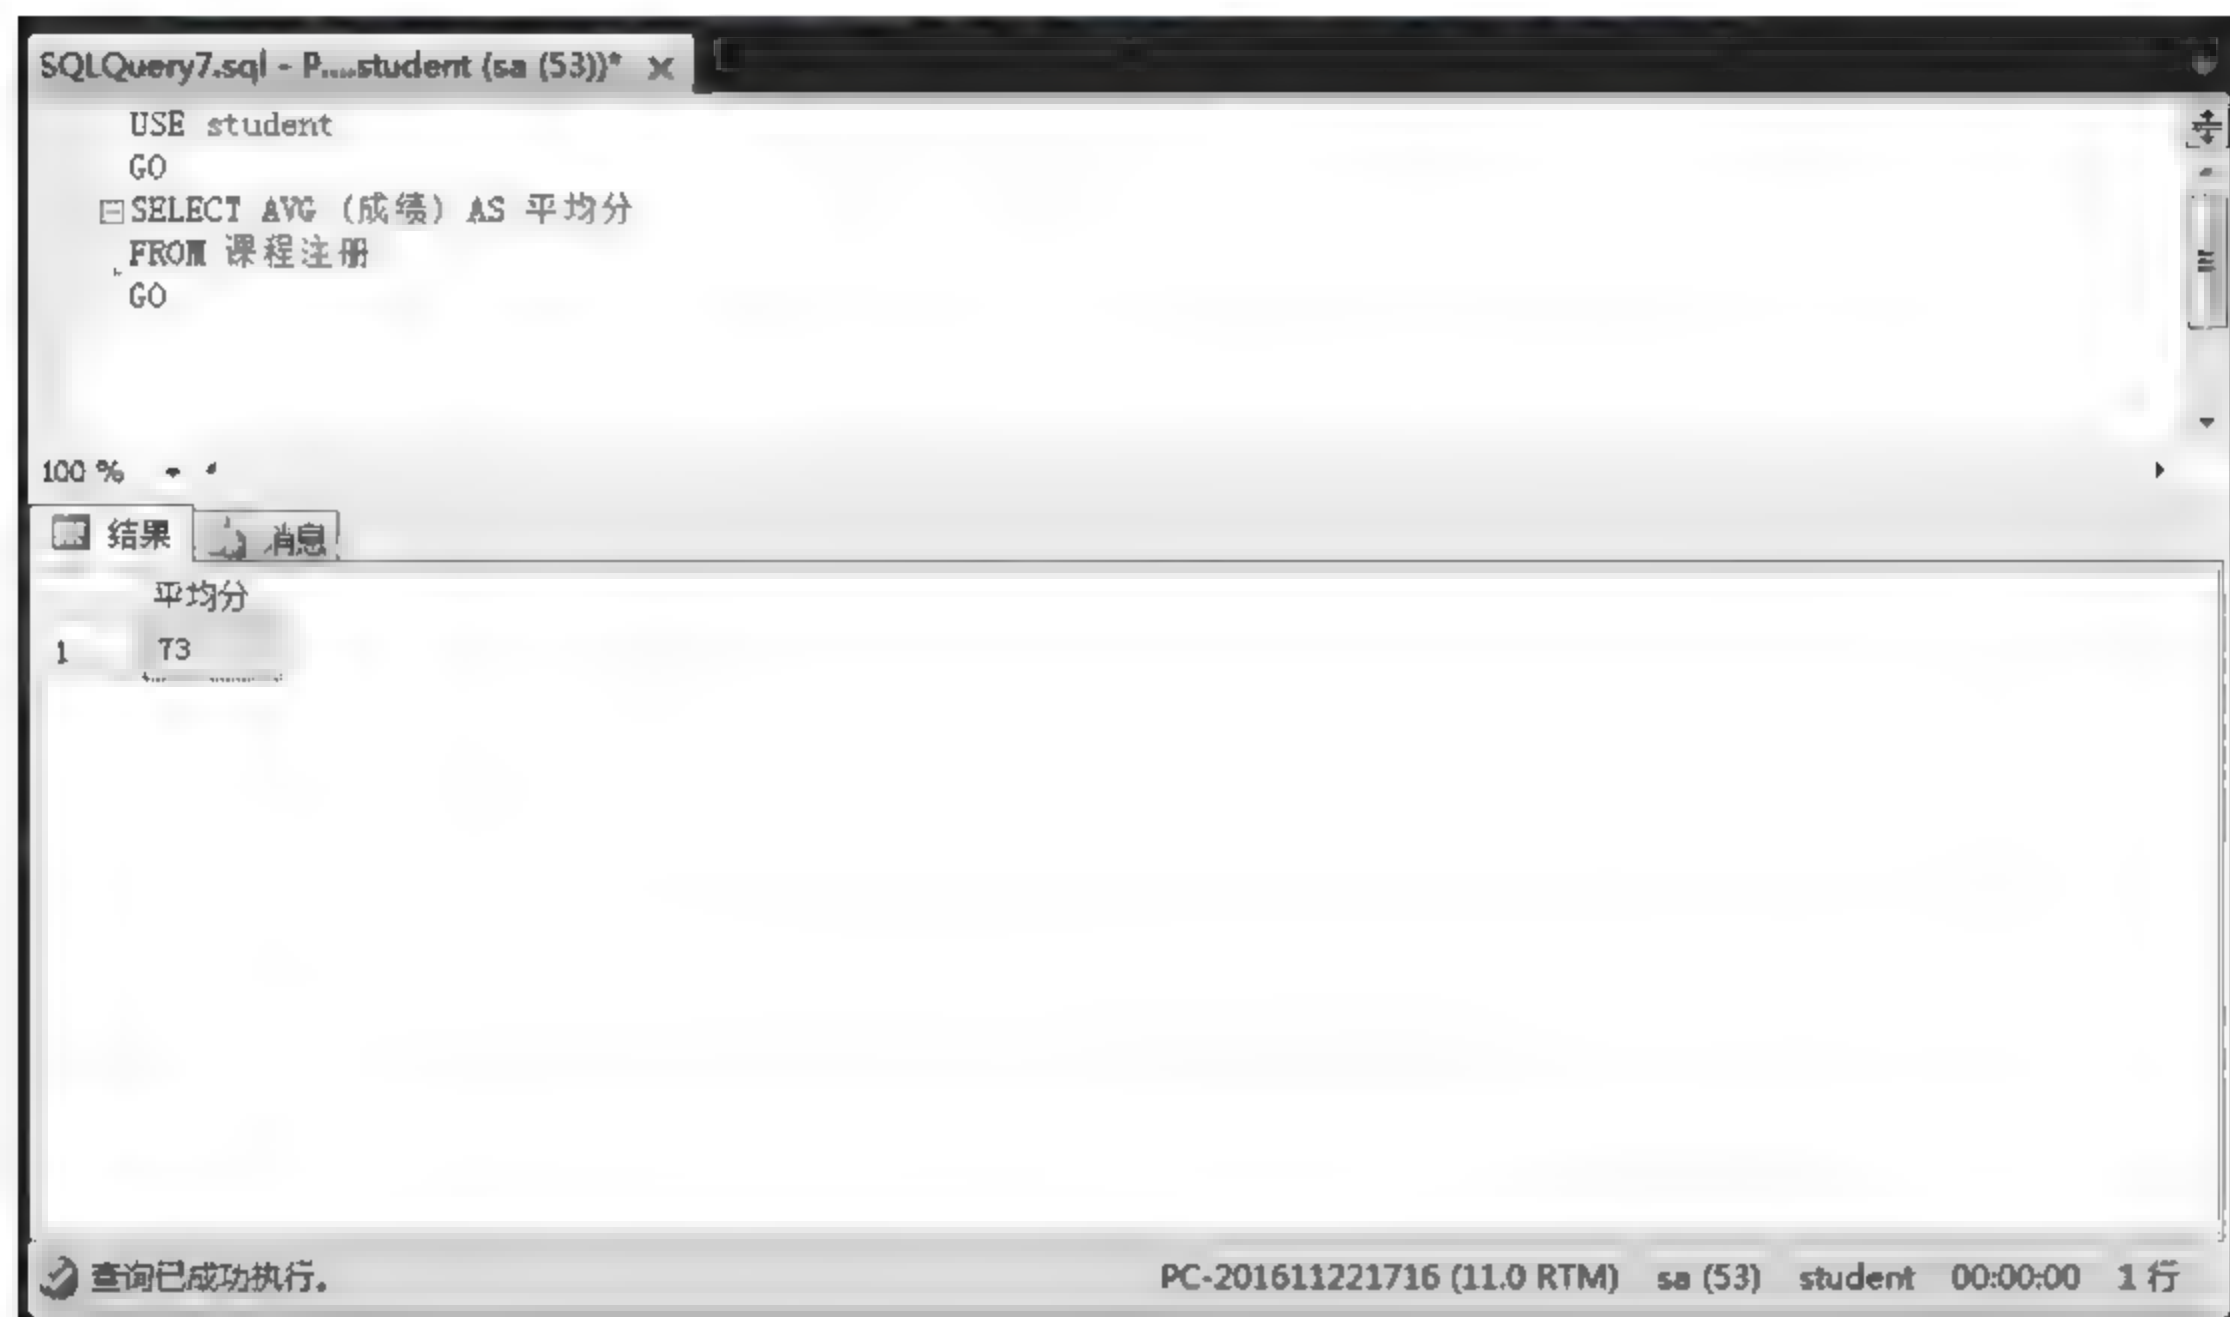 SQLQuery7.sql - P.....student (sa (53))*
USE student
GO
SELECT AVG (成绩) AS 平均分
FROM 课程注册
GO
100 %
结果 消息
平均分
1 73
查询已成功执行。 PC-201611221716 (11.0 RTM) sa (53) student 00:00:00 1 行